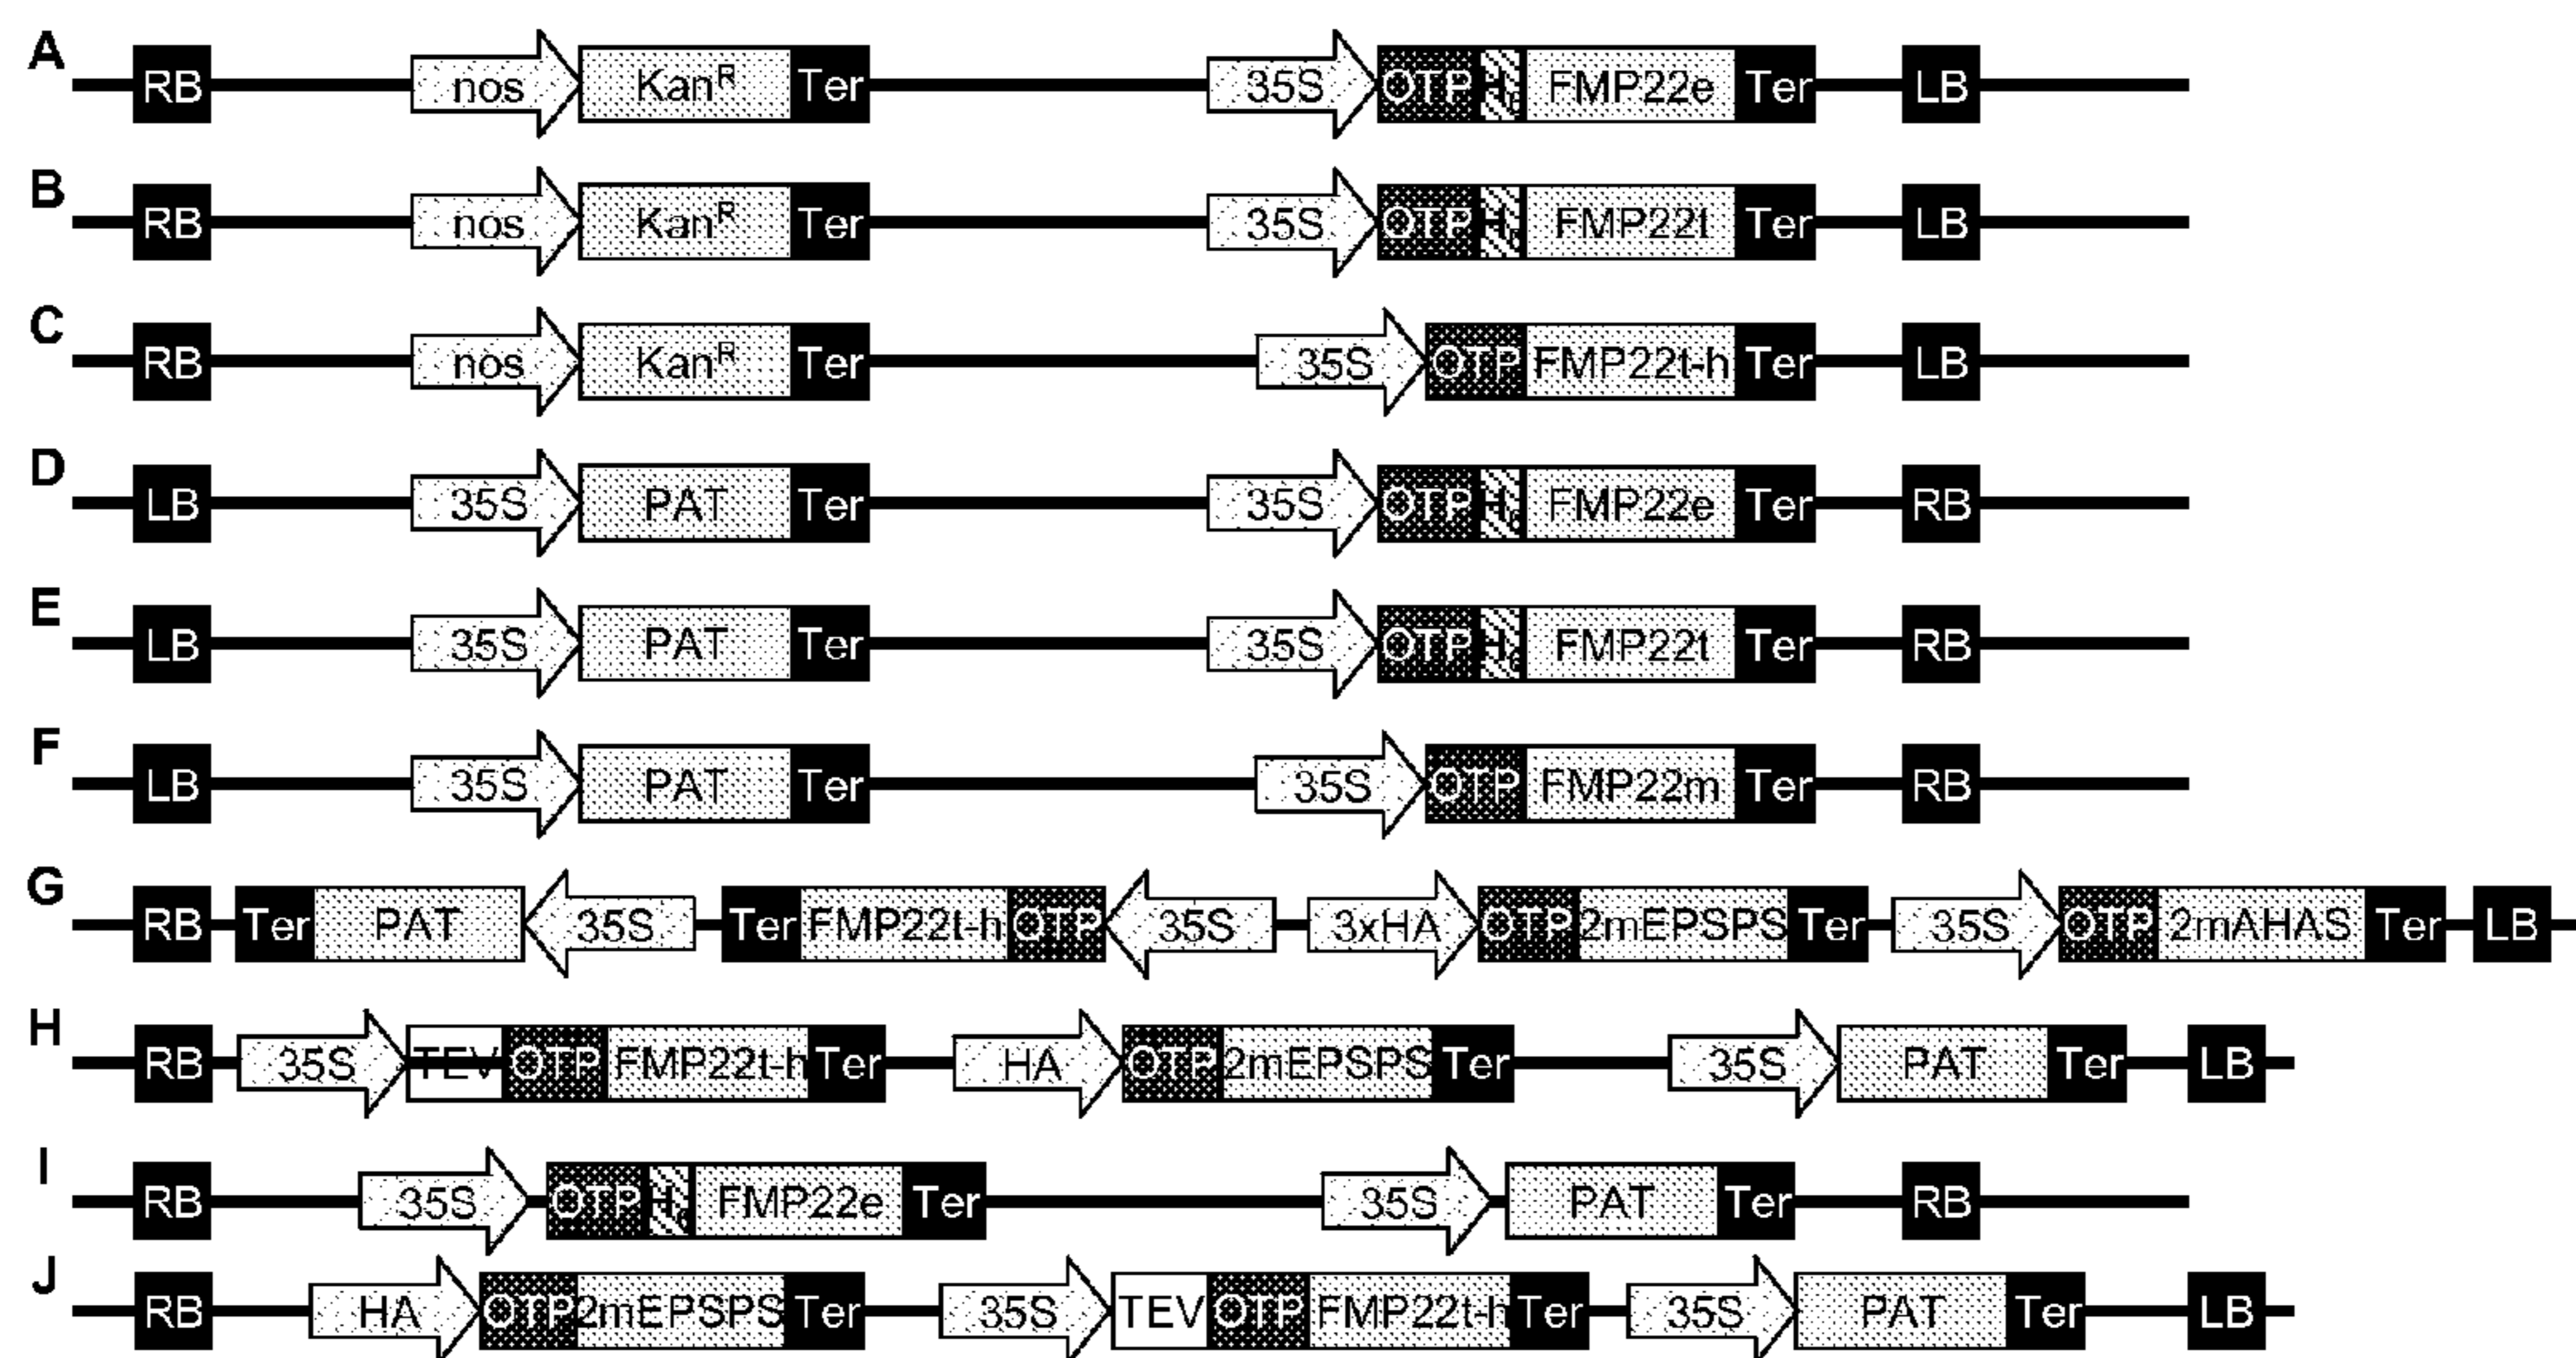 A RB nos Kanᴿ Ter 35S OTP H₆ FMP22e Ter LB
B RB nos Kanᴿ Ter 35S OTP H₆ FMP22t Ter LB
C RB nos Kanᴿ Ter 35S OTP FMP22t-h Ter LB
D LB 35S PAT Ter 35S OTP H₆ FMP22e Ter RB
E LB 35S PAT Ter 35S OTP H₆ FMP22t Ter RB
F LB 35S PAT Ter 35S OTP FMP22m Ter RB
G RB Ter PAT 35S Ter FMP22t-h OTP 35S 3xHA OTP 2mEPSPS Ter 35S OTP 2mAHAS Ter LB
H RB 35S TEV OTP FMP22t-h Ter HA OTP 2mEPSPS Ter 35S PAT Ter LB
I RB 35S OTP H₆ FMP22e Ter 35S PAT Ter RB
J RB HA OTP 2mEPSPS Ter 35S TEV OTP FMP22t-h Ter 35S PAT Ter LB